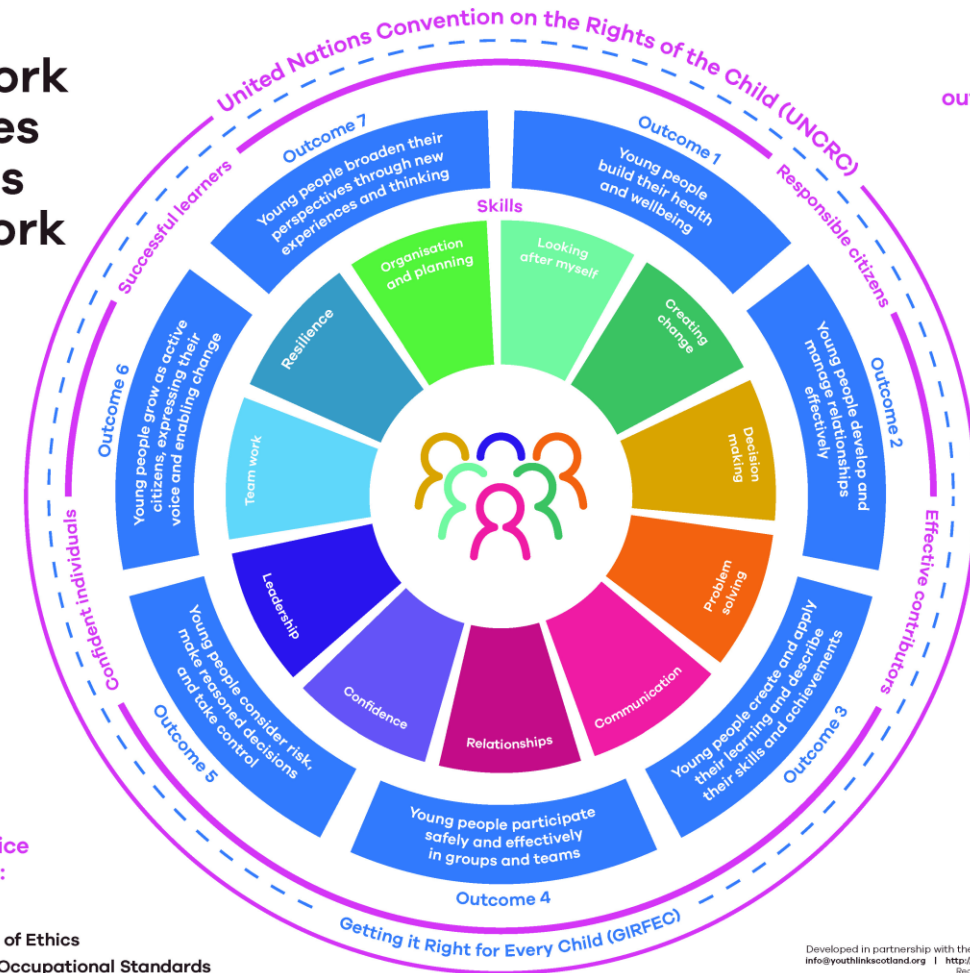 ork
es
s
ork
United Nations Convention on the Rights of the Child (UNCRC)
ou
Successful learners
Responsible citizens
Effective contributors
Confident individuals
Getting it Right for Every Child (GIRFEC)
Outcome 1
Young people
build their health
and wellbeing
Outcome 2
Young people develop and
manage relationships
effectively
Outcome 3
Young people create and apply
their learning and describe
their skills and achievements
Outcome 4
Young people participate
safely and effectively
in groups and teams
Outcome 5
Young people consider risk,
make reasoned decisions
and take control
Outcome 6
Young people grow as active
citizens, expressing their
voice and enabling change
Outcome 7
Young people broaden their
perspectives through new
experiences and thinking
Skills
Looking
after myself
Creating
change
Decision
making
Problem
solving
Communication
Relationships
Confidence
Leadership
Team work
Resilience
Organisation
and planning
ice
:
of Ethics
Occupational Standards
Developed in partnership with the
info@youthlinkscotland.org | http:/
Reg